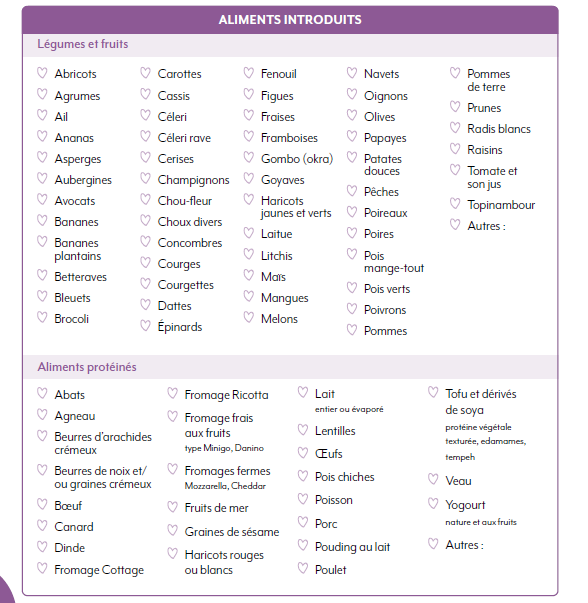 ALIMENTS INTRODUITS
Légumes et fruits
Abricots
Agrumes
Ail
Ananas
Asperges
Aubergines
Avocats
Bananes
Bananes
plantains
Betteraves
Bleuets
Brocoli
Carottes
Cassis
Céleri
Céleri rave
Cerises
Champignons
Chou-fleur
Choux divers
Concombres
Courges
Courgettes
Dattes
Épinards
Fenouil
Figues
Fraises
Framboises
Gombo (okra)
Goyaves
Haricots
jaunes et verts
Laitue
Litchis
Maïs
Mangues
Melons
Navets
Oignons
Olives
Papayes
Patates
douces
Pêches
Poireaux
Poires
Pois
mange-tout
Pois verts
Poivrons
Pommes
Pommes
de terre
Prunes
Radis blancs
Raisins
Tomate et
son jus
Topinambour
Autres :
Aliments protéinés
Abats
Agneau
Beurres d'arachides
crémeux
Beurres de noix et/
ou graines crémeux
Bœuf
Canard
Dinde
Fromage Cottage
Fromage Ricotta
Fromage frais
aux fruits
type Minigo, Danino
Fromages fermes
Mozzarella, Cheddar
Fruits de mer
Graines de sésame
Haricots rouges
ou blancs
Lait
entier ou évaporé
Lentilles
Œufs
Pois chiches
Poisson
Porc
Pouding au lait
Poulet
Tofu et dérivés
de soya
protéine végétale
texturée, edamames,
tempeh
Veau
Yogourt
nature et aux fruits
Autres :